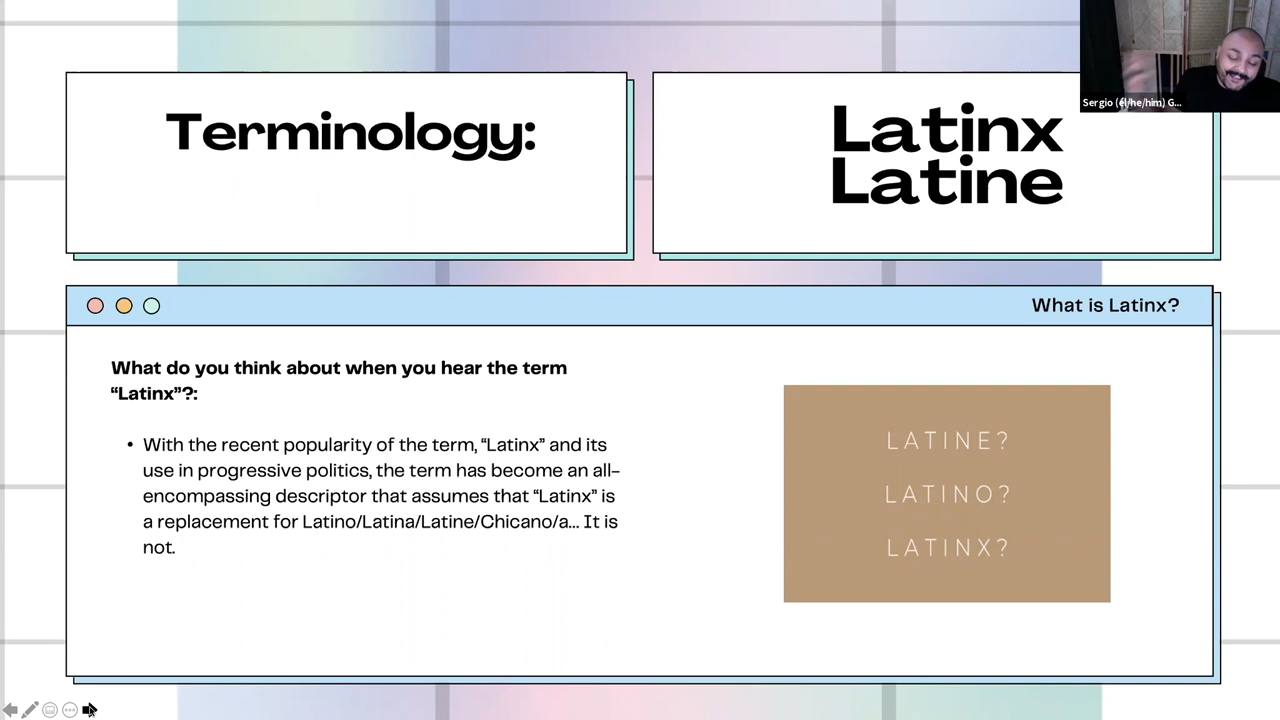 Terminology:
Latinx
Latine
Sergio (él/he/him) G...
What is Latinx?
What do you think about when you hear the term
“Latinx”?:
• With the recent popularity of the term, “Latinx” and its
use in progressive politics, the term has become an all-
encompassing descriptor that assumes that “Latinx” is
a replacement for Latino/Latina/Latine/Chicano/a... It is
not.
LATINE?
LATINO?
LATINX?